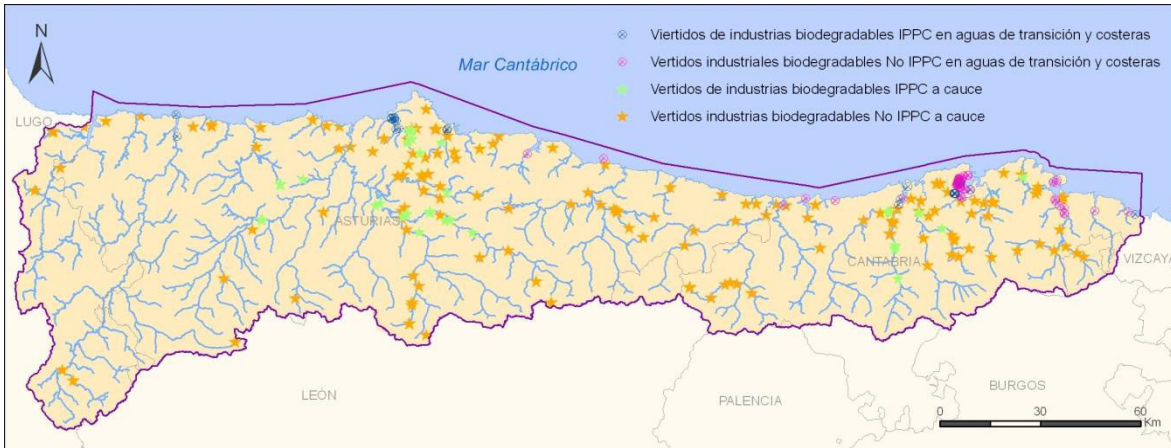 N
Viertidos de industrias biodegradables IPPC en aguas de transición y costeras
Mar Cantábrico
Vertidos industriales biodegradables No IPPC en aguas de transición y costeras
Vertidos de industrias biodegradables IPPC a cauce
LUGO
Vertidos industrias biodegradables No IPPC a cauce
ASTURIAS
CANTABRIA
VIZCAYA
LEÓN
PALENCIA
BURGOS
0 30 60
Km